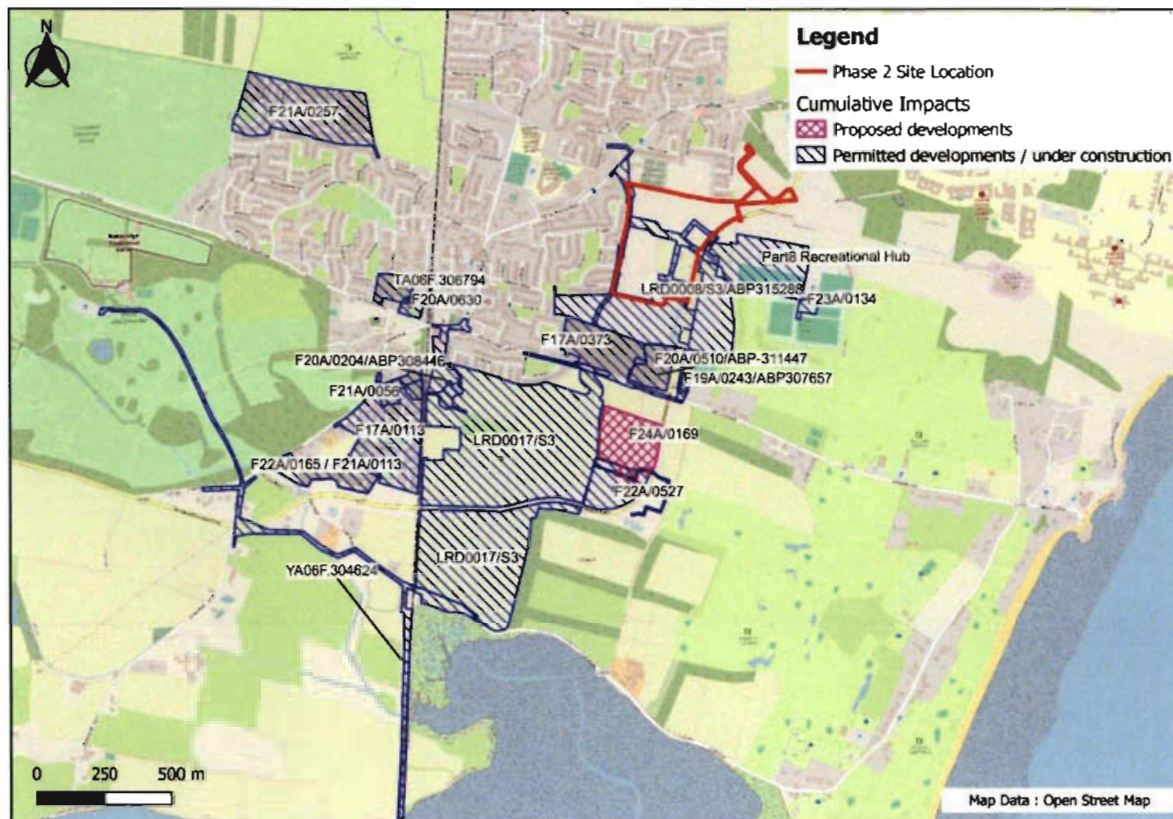 N
Legend
Phase 2 Site Location
Cumulative Impacts
Proposed developments
Permitted developments / under construction
F21A/0257
Part8 Recreational Hub
TA06F.306794
LRD0008/S3/ABP315288
F20A/0630
F23A/0134
F17A/0373
F20A/0204/ABP308446
F20A/0510/ABP-311447
F19A/0243/ABP307657
F21A/0056
F17A/0113
F24A/0169
LRD0017/S3
F22A/0165 / F21A/0113
F22A/0527
LRD0017/S3
YA06F.304624
0 250 500 m
Map Data : Open Street Map